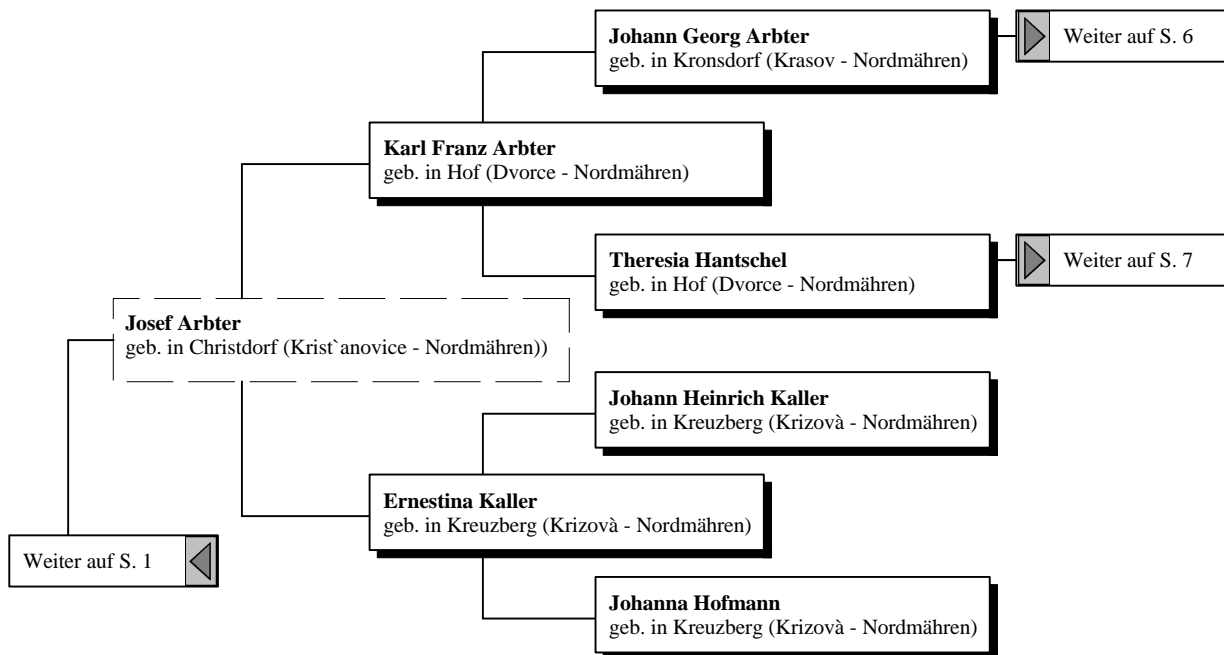 Johann Georg Arbter
geb. in Kronsdorf (Krasov - Nordmähren)
Weiter auf S. 6
Karl Franz Arbter
geb. in Hof (Dvorce - Nordmähren)
Theresia Hantschel
geb. in Hof (Dvorce - Nordmähren)
Weiter auf S. 7
Josef Arbter
geb. in Christdorf (Krist`anovice - Nordmähren))
Johann Heinrich Kaller
geb. in Kreuzberg (Krizovà - Nordmähren)
Ernestina Kaller
geb. in Kreuzberg (Krizovà - Nordmähren)
Weiter auf S. 1
Johanna Hofmann
geb. in Kreuzberg (Krizovà - Nordmähren)